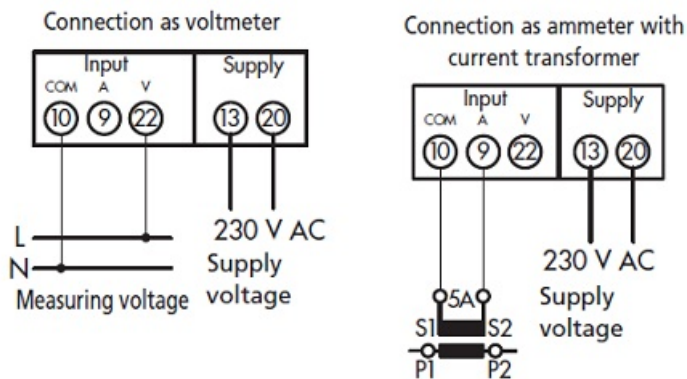 Connection as voltmeter
Input Supply
COM A V
10 9 22 13 20
L
N
230 V AC
Measuring voltage
Supply
voltage
Connection as ammeter with
current transformer
Input Supply
COM A V
10 9 22 13 20
230 V AC
Supply
voltage
5A
S1 S2
P1 P2